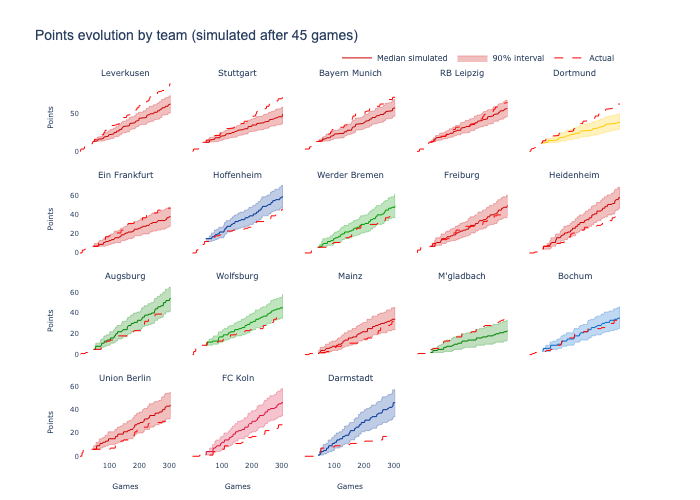 Points evolution by team (simulated after 45 games)
Median simulated 90% interval Actual
Leverkusen Stuttgart Bayern Munich RB Leipzig Dortmund
Points
50
0
Ein Frankfurt Hoffenheim Werder Bremen Freiburg Heidenheim
Points
60
40
20
0
Augsburg Wolfsburg Mainz M'gladbach Bochum
Points
60
40
20
0
Union Berlin FC Koln Darmstadt
Points
60
40
20
0
100 200 300 100 200 300 100 200 300
Games Games Games